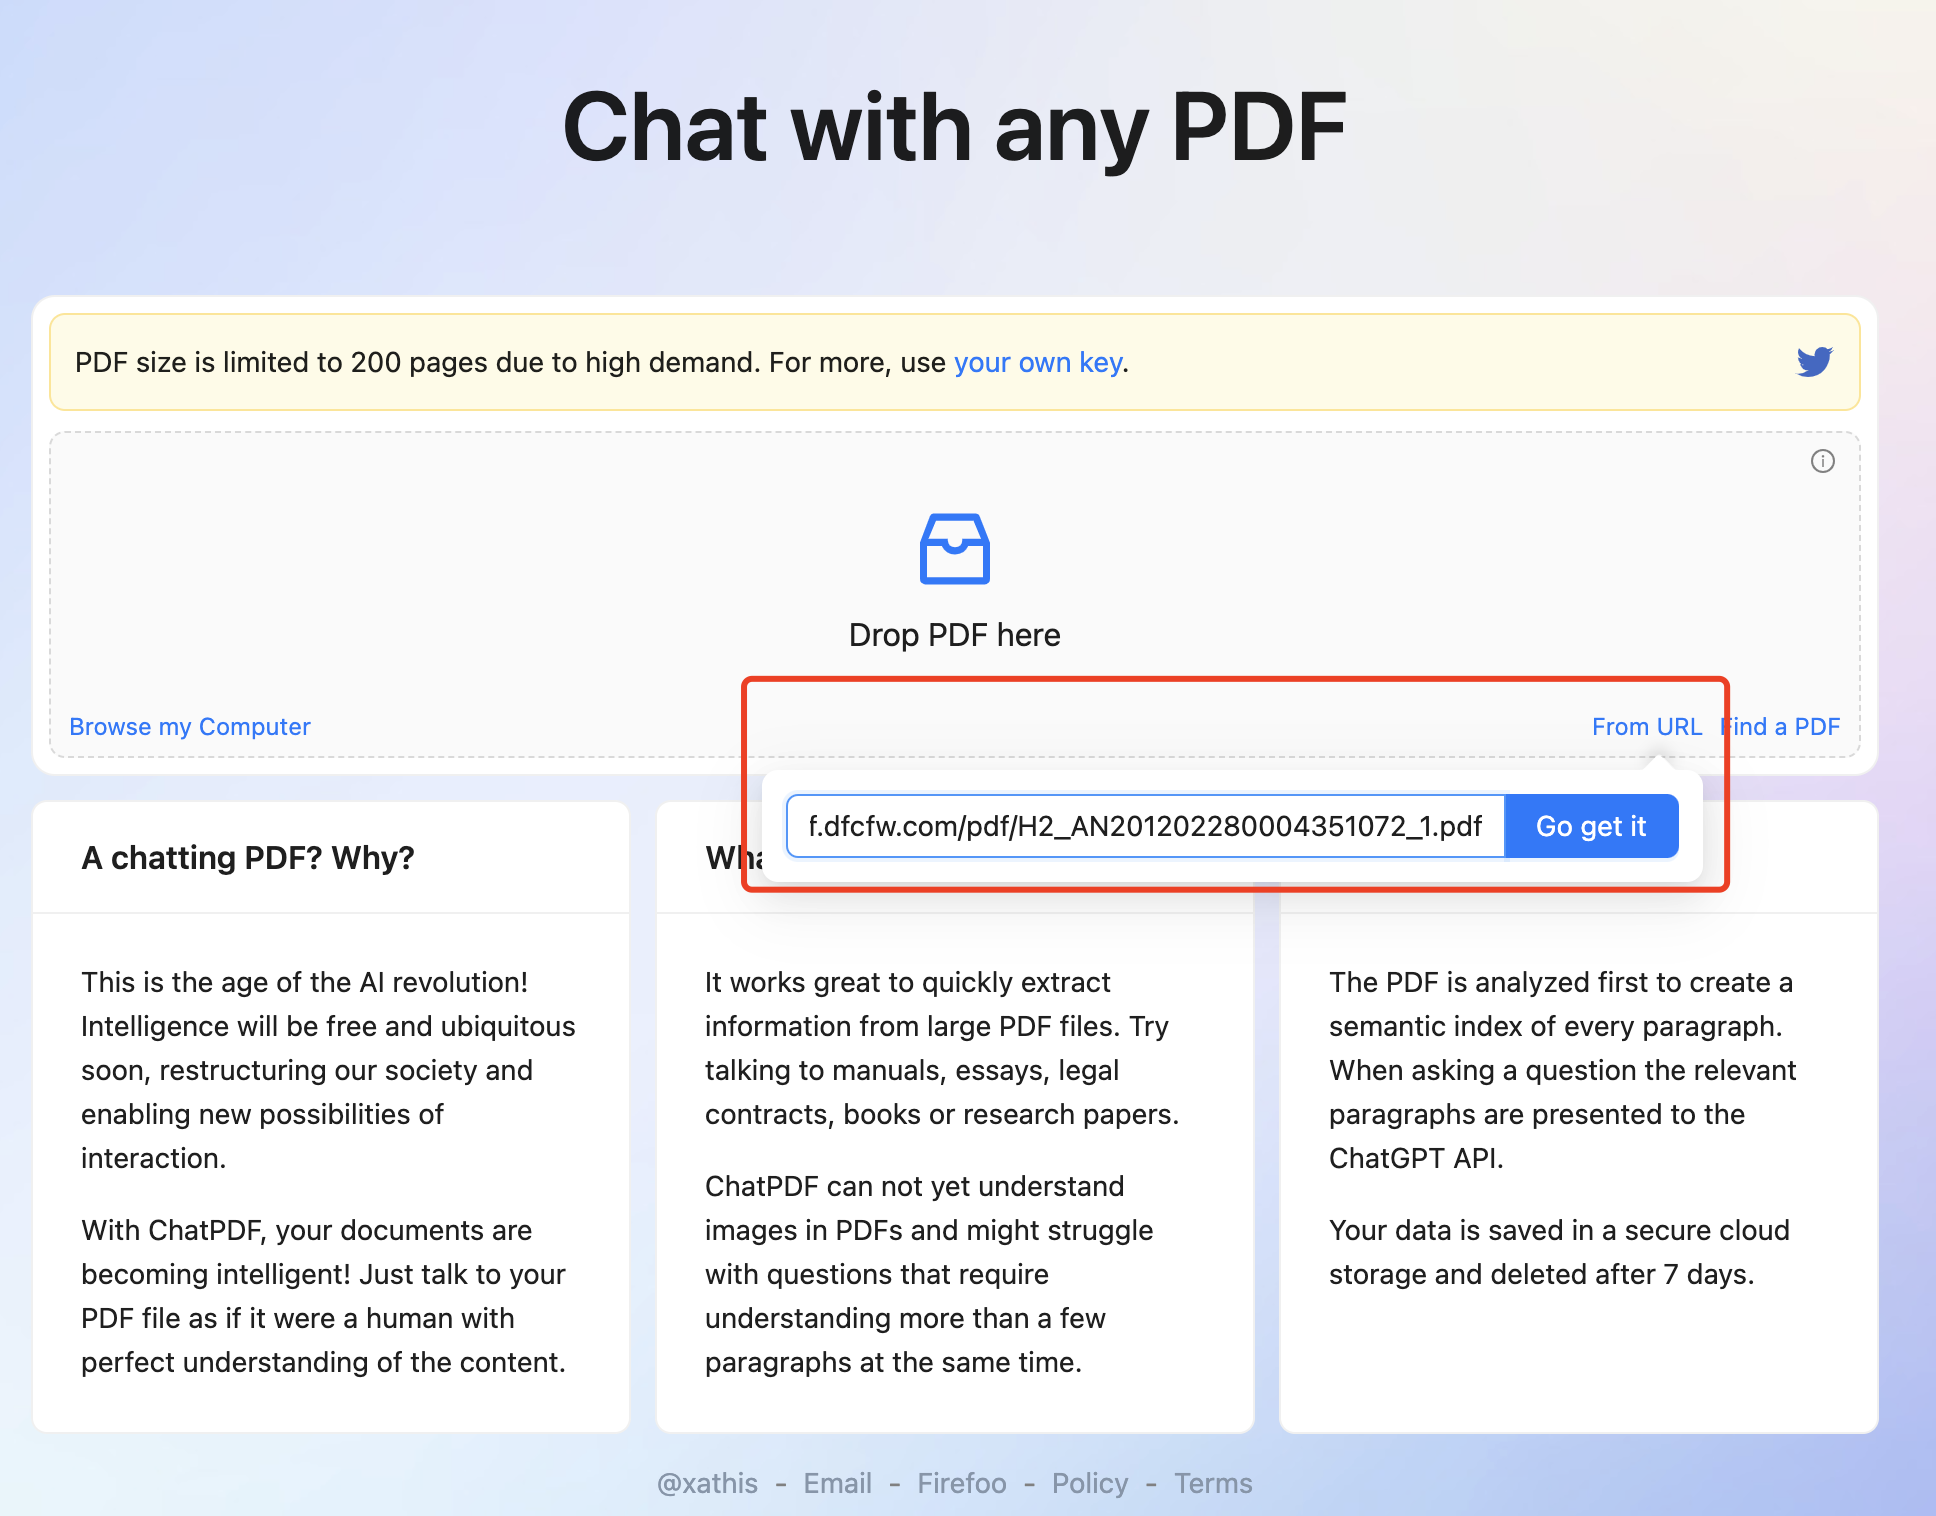 Chat with any PDF
PDF size is limited to 200 pages due to high demand. For more, use your own key.
Drop PDF here
Browse my Computer
From URL
Find a PDF
f.dfcfw.com/pdf/H2_AN201202280004351072_1.pdf
Go get it
A chatting PDF? Why?
This is the age of the AI revolution!
Intelligence will be free and ubiquitous
soon, restructuring our society and
enabling new possibilities of
interaction.
With ChatPDF, your documents are
becoming intelligent! Just talk to your
PDF file as if it were a human with
perfect understanding of the content.
It works great to quickly extract
information from large PDF files. Try
talking to manuals, essays, legal
contracts, books or research papers.
ChatPDF can not yet understand
images in PDFs and might struggle
with questions that require
understanding more than a few
paragraphs at the same time.
The PDF is analyzed first to create a
semantic index of every paragraph.
When asking a question the relevant
paragraphs are presented to the
ChatGPT API.
Your data is saved in a secure cloud
storage and deleted after 7 days.
@xathis - Email - Firefoo - Policy - Terms